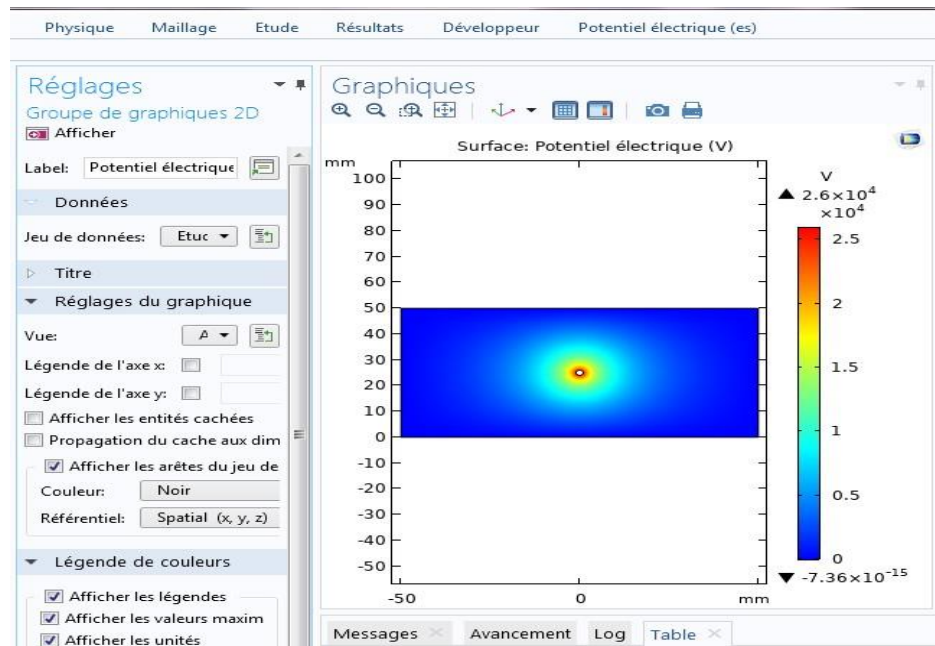 Physique Maillage Etude Résultats Développeur Potentiel électrique (es)
Réglages
Groupe de graphiques 2D
Afficher
Label: Potentiel électrique
Données
Jeu de données: Etuc
Titre
Réglages du graphique
Vue: A
Légende de l'axe x:
Légende de l'axe y:
Afficher les entités cachées
Propagation du cache aux dim
Afficher les arêtes du jeu de
Couleur: Noir
Référentiel: Spatial (x, y, z)
Légende de couleurs
Afficher les légendes
Afficher les valeurs maxim
Afficher les unités
Graphiques
Surface: Potentiel électrique (V)
mm
100
90
80
70
60
50
40
30
20
10
0
-10
-20
-30
-40
-50
-50 0 mm
V
▲ 2.6×10⁴
×10⁴
2.5
2
1
0.5
0
▼ -7.36×10⁻¹⁵
Messages Avancement Log Table